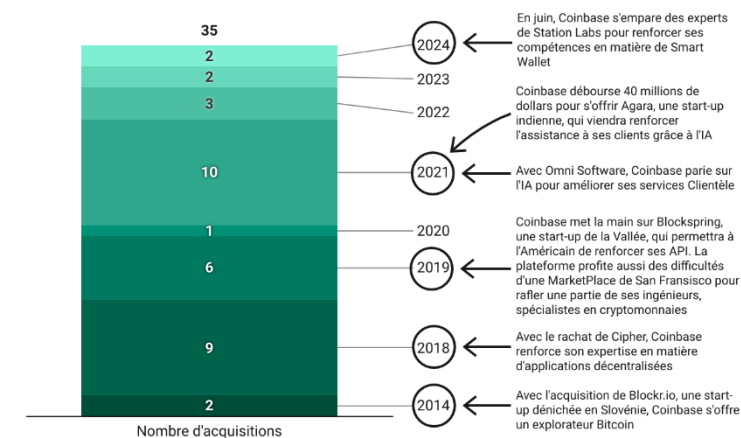 35
2
2
3
10
1
6
9
2
Nombre d'acquisitions
2024
2023
2022
2021
2020
2019
2018
2014
En juin, Coinbase s'empare des experts
de Station Labs pour renforcer ses
compétences en matière de Smart
Wallet
Coinbase débourse 40 millions de
dollars pour s'offrir Agara, une start-up
indienne, qui viendra renforcer
l'assistance à ses clients grâce à l'IA
Avec Omni Software, Coinbase parie sur
l'IA pour améliorer ses services Clientèle
Coinbase met la main sur Blockspring,
une start-up de la Vallée, qui permettra à
l'Américain de renforcer ses API. La
plateforme profite aussi des difficultés
d'une MarketPlace de San Fransisco pour
rafler une partie de ses ingénieurs,
spécialistes en cryptomonnaies
Avec le rachat de Cipher, Coinbase
renforce son expertise en matière
d'applications décentralisées
Avec l'acquisition de Blockr.io, une start-
up dénichée en Slovénie, Coinbase s'offre
un explorateur Bitcoin